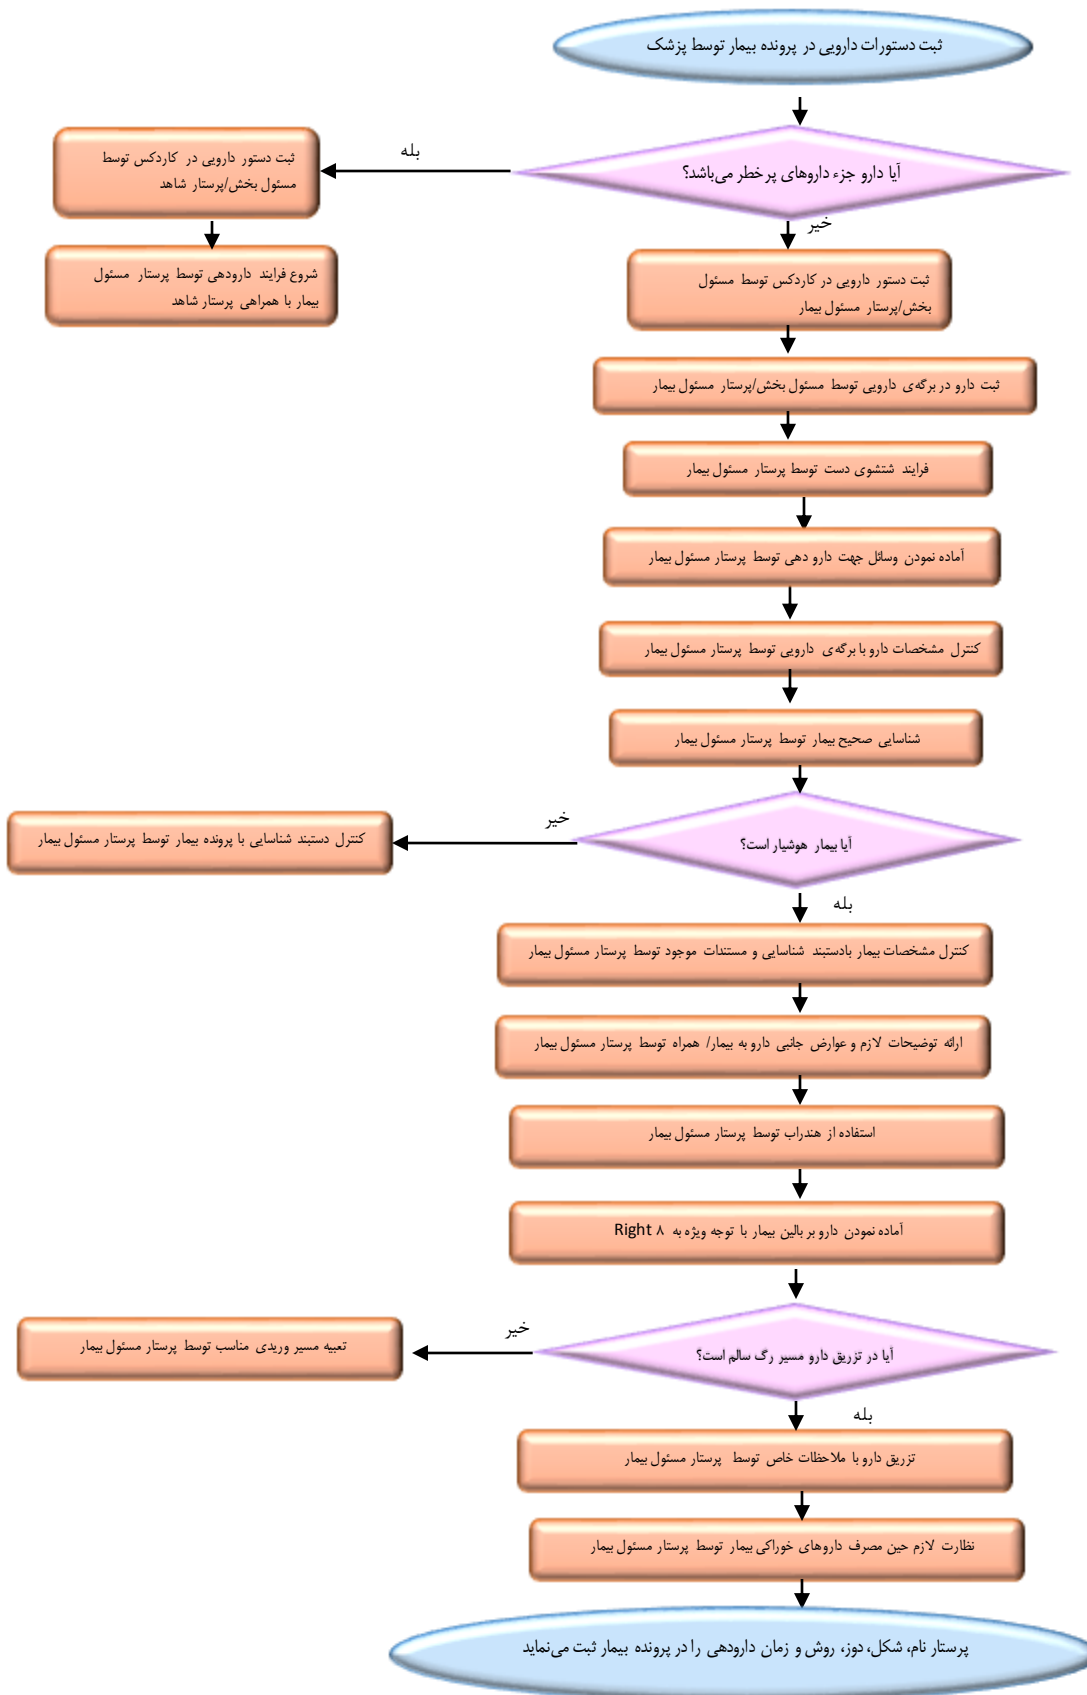 ثبت دستورات دارویی در پرونده بیمار توسط پزشک
آیا دارو جزء داروهای پرخطر می‌باشد؟
بله
ثبت دستور دارویی در کاردکس توسط
مسئول بخش/پرستار شاهد
شروع فرایند دارودهی توسط پرستار مسئول
بیمار با همراهی پرستار شاهد
خیر
ثبت دستور دارویی در کاردکس توسط مسئول
بخش/پرستار مسئول بیمار
ثبت دارو در برگه‌ی دارویی توسط مسئول بخش/پرستار مسئول بیمار
فرایند شتشوی دست توسط پرستار مسئول بیمار
آماده نمودن وسائل جهت دارو دهی توسط پرستار مسئول بیمار
کنترل مشخصات دارو با برگه‌ی دارویی توسط پرستار مسئول بیمار
شناسایی صحیح بیمار توسط پرستار مسئول بیمار
آیا بیمار هوشیار است؟
خیر
کنترل دستبند شناسایی با پرونده بیمار توسط پرستار مسئول بیمار
بله
کنترل مشخصات بیمار بادستبند شناسایی و مستندات موجود توسط پرستار مسئول بیمار
ارائه توضیحات لازم و عوارض جانبی دارو به بیمار/ همراه توسط پرستار مسئول بیمار
استفاده از هندراب توسط پرستار مسئول بیمار
آماده نمودن دارو بر بالین بیمار با توجه ویژه به Right ۸
آیا در تزریق دارو مسیر رگ سالم است؟
خیر
تعبیه مسیر وریدی مناسب توسط پرستار مسئول بیمار
بله
تزریق دارو با ملاحظات خاص توسط پرستار مسئول بیمار
نظارت لازم حین مصرف داروهای خوراکی بیمار توسط پرستار مسئول بیمار
پرستار نام، شکل، دوز، روش و زمان دارودهی را در پرونده بیمار ثبت می‌نماید